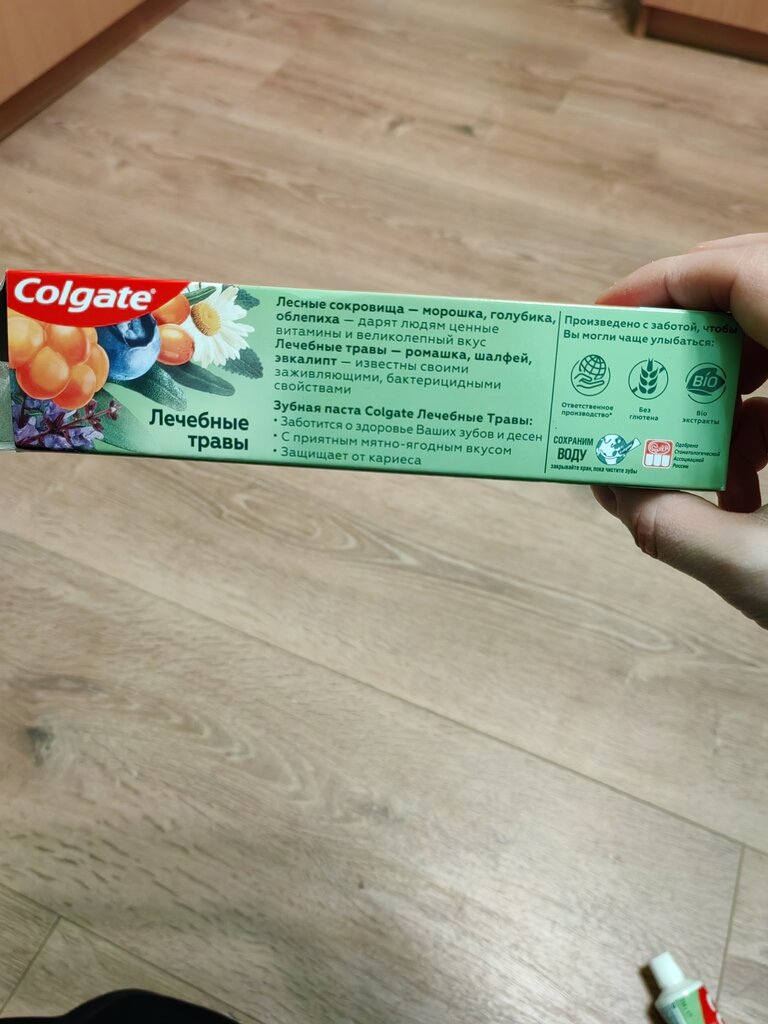 Colgate®
Лечебные
травы
Лесные сокровища — морошка, голубика,
облепиха — дарят людям ценные
витамины и великолепный вкус
Лечебные травы — ромашка, шалфей,
эвкалипт — известны своими
заживляющими, бактерицидными
свойствами
Зубная паста Colgate Лечебные Травы:
• Заботится о здоровье Ваших зубов и десен
• С приятным мятно-ягодным вкусом
• Защищает от кариеса
Произведено с заботой, чтобы
Вы могли чаще улыбаться:
Ответственное
производство*
Без
глютена
BIO
Bio
экстракты
СОХРАНИМ
ВОДУ
закрывайте кран, пока чистите зубы
Одобрено
Стоматологической
Ассоциацией
России